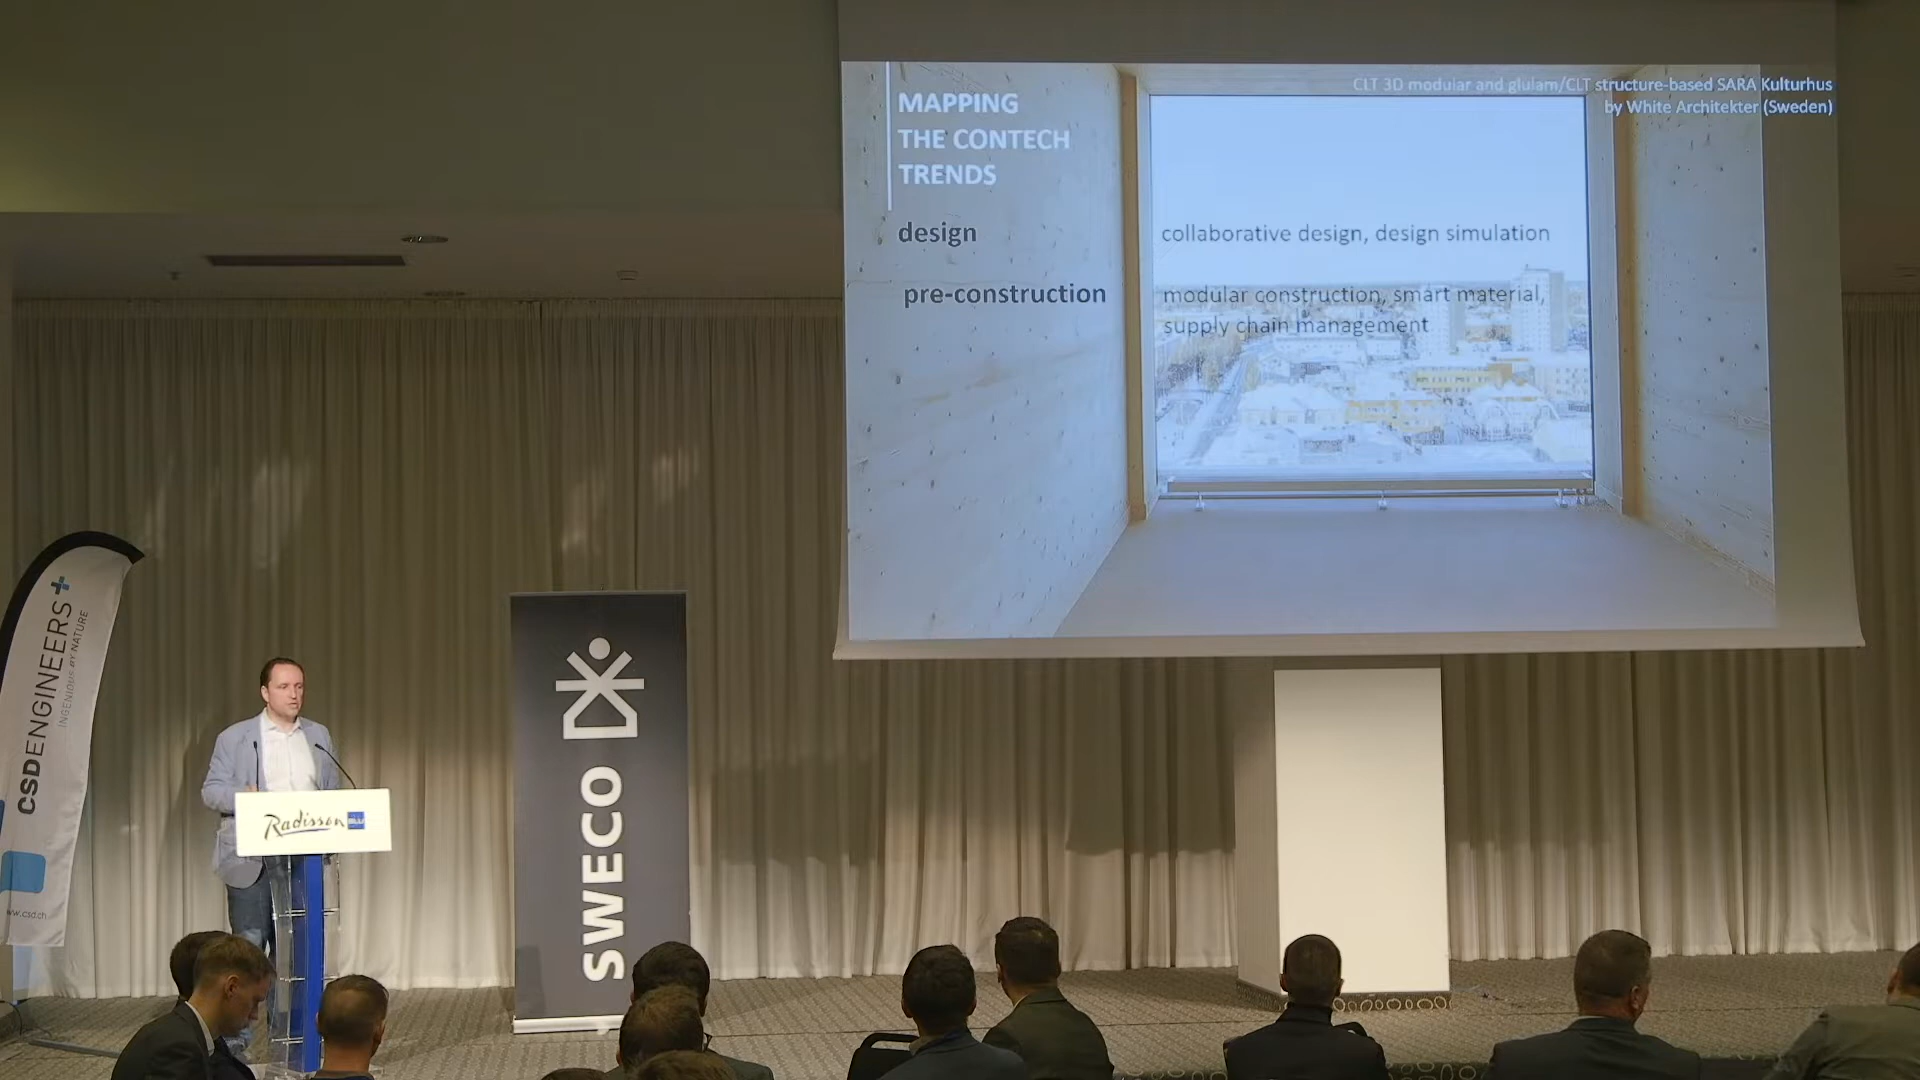 CLT 3D modular and glulam/CLT structure-based SARA Kulturhus
by White Architekter (Sweden)
MAPPING
THE CONTECH
TRENDS
design
collaborative design, design simulation
pre-construction
modular construction, smart material,
supply chain management
CSDENGINEERS+
INGENIOUS BY NATURE
www.csd.ch
SWECO
Radisson BLU